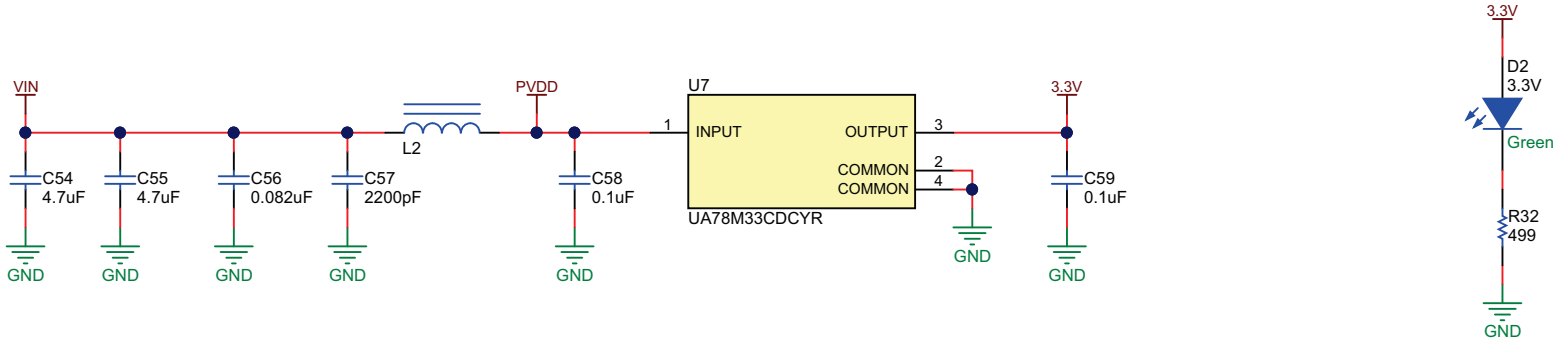 VIN
C54
4.7uF
GND
C55
4.7uF
GND
C56
0.082uF
GND
C57
2200pF
GND
L2
PVDD
C58
0.1uF
GND
U7
1
INPUT
OUTPUT
3
COMMON
2
COMMON
4
UA78M33CDCYR
GND
3.3V
C59
0.1uF
GND
3.3V
D2
3.3V
Green
R32
499
GND